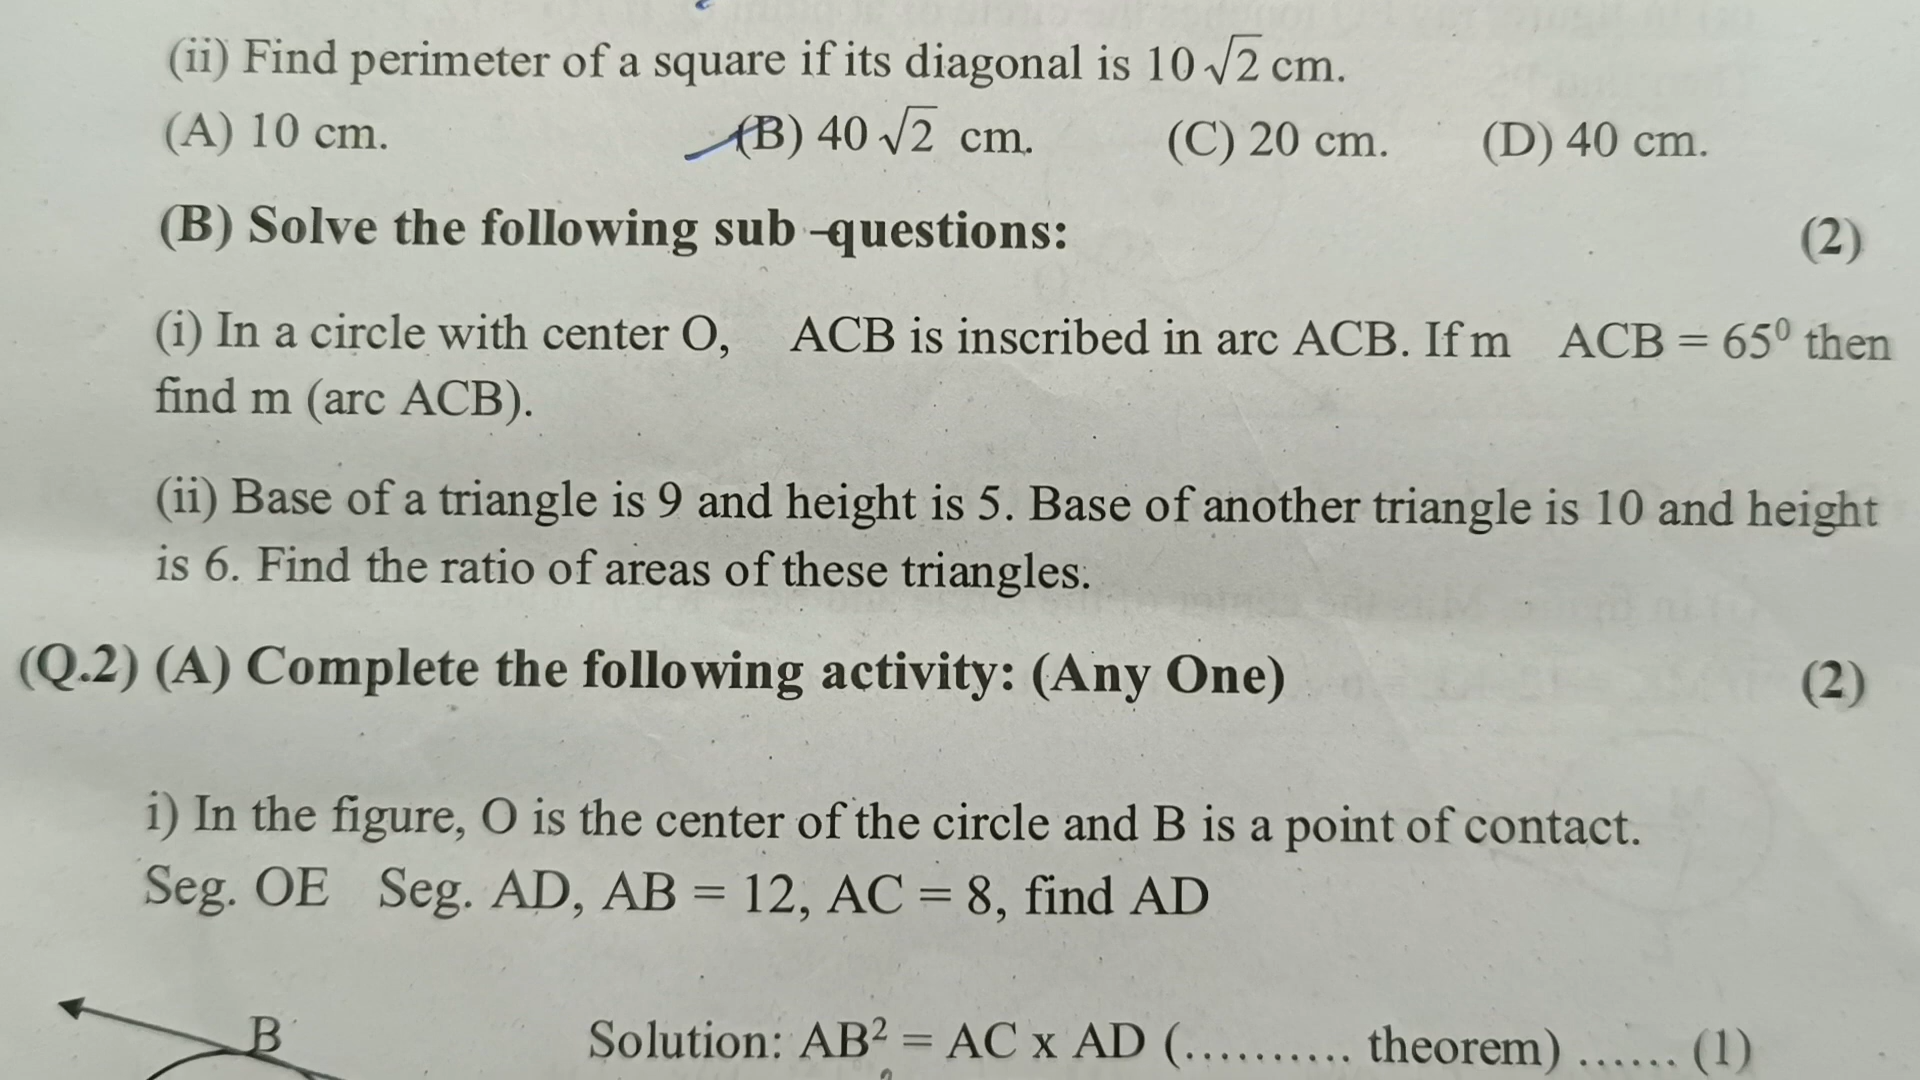 (ii) Find perimeter of a square if its diagonal is 10 √2 cm.
(A) 10 cm. (B) 40 √2 cm. (C) 20 cm. (D) 40 cm.
(B) Solve the following sub -questions: (2)
(i) In a circle with center O, ACB is inscribed in arc ACB. If m ACB = 65⁰ then
find m (arc ACB).
(ii) Base of a triangle is 9 and height is 5. Base of another triangle is 10 and height
is 6. Find the ratio of areas of these triangles.
(Q.2) (A) Complete the following activity: (Any One) (2)
i) In the figure, O is the center of the circle and B is a point of contact.
Seg. OE Seg. AD, AB = 12, AC = 8, find AD
B
Solution: AB² = AC x AD (.......... theorem) ...... (1)